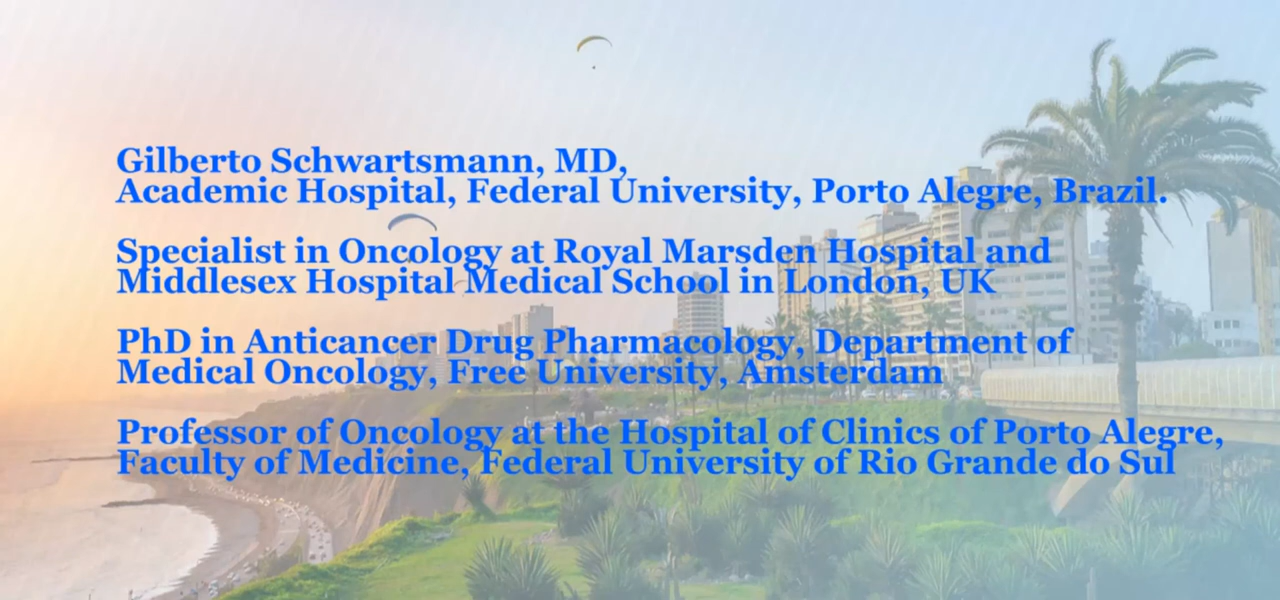 Gilberto Schwartsmann, MD,
Academic Hospital, Federal University, Porto Alegre, Brazil.
Specialist in Oncology at Royal Marsden Hospital and
Middlesex Hospital Medical School in London, UK
PhD in Anticancer Drug Pharmacology, Department of
Medical Oncology, Free University, Amsterdam
Professor of Oncology at the Hospital of Clinics of Porto Alegre,
Faculty of Medicine, Federal University of Rio Grande do Sul